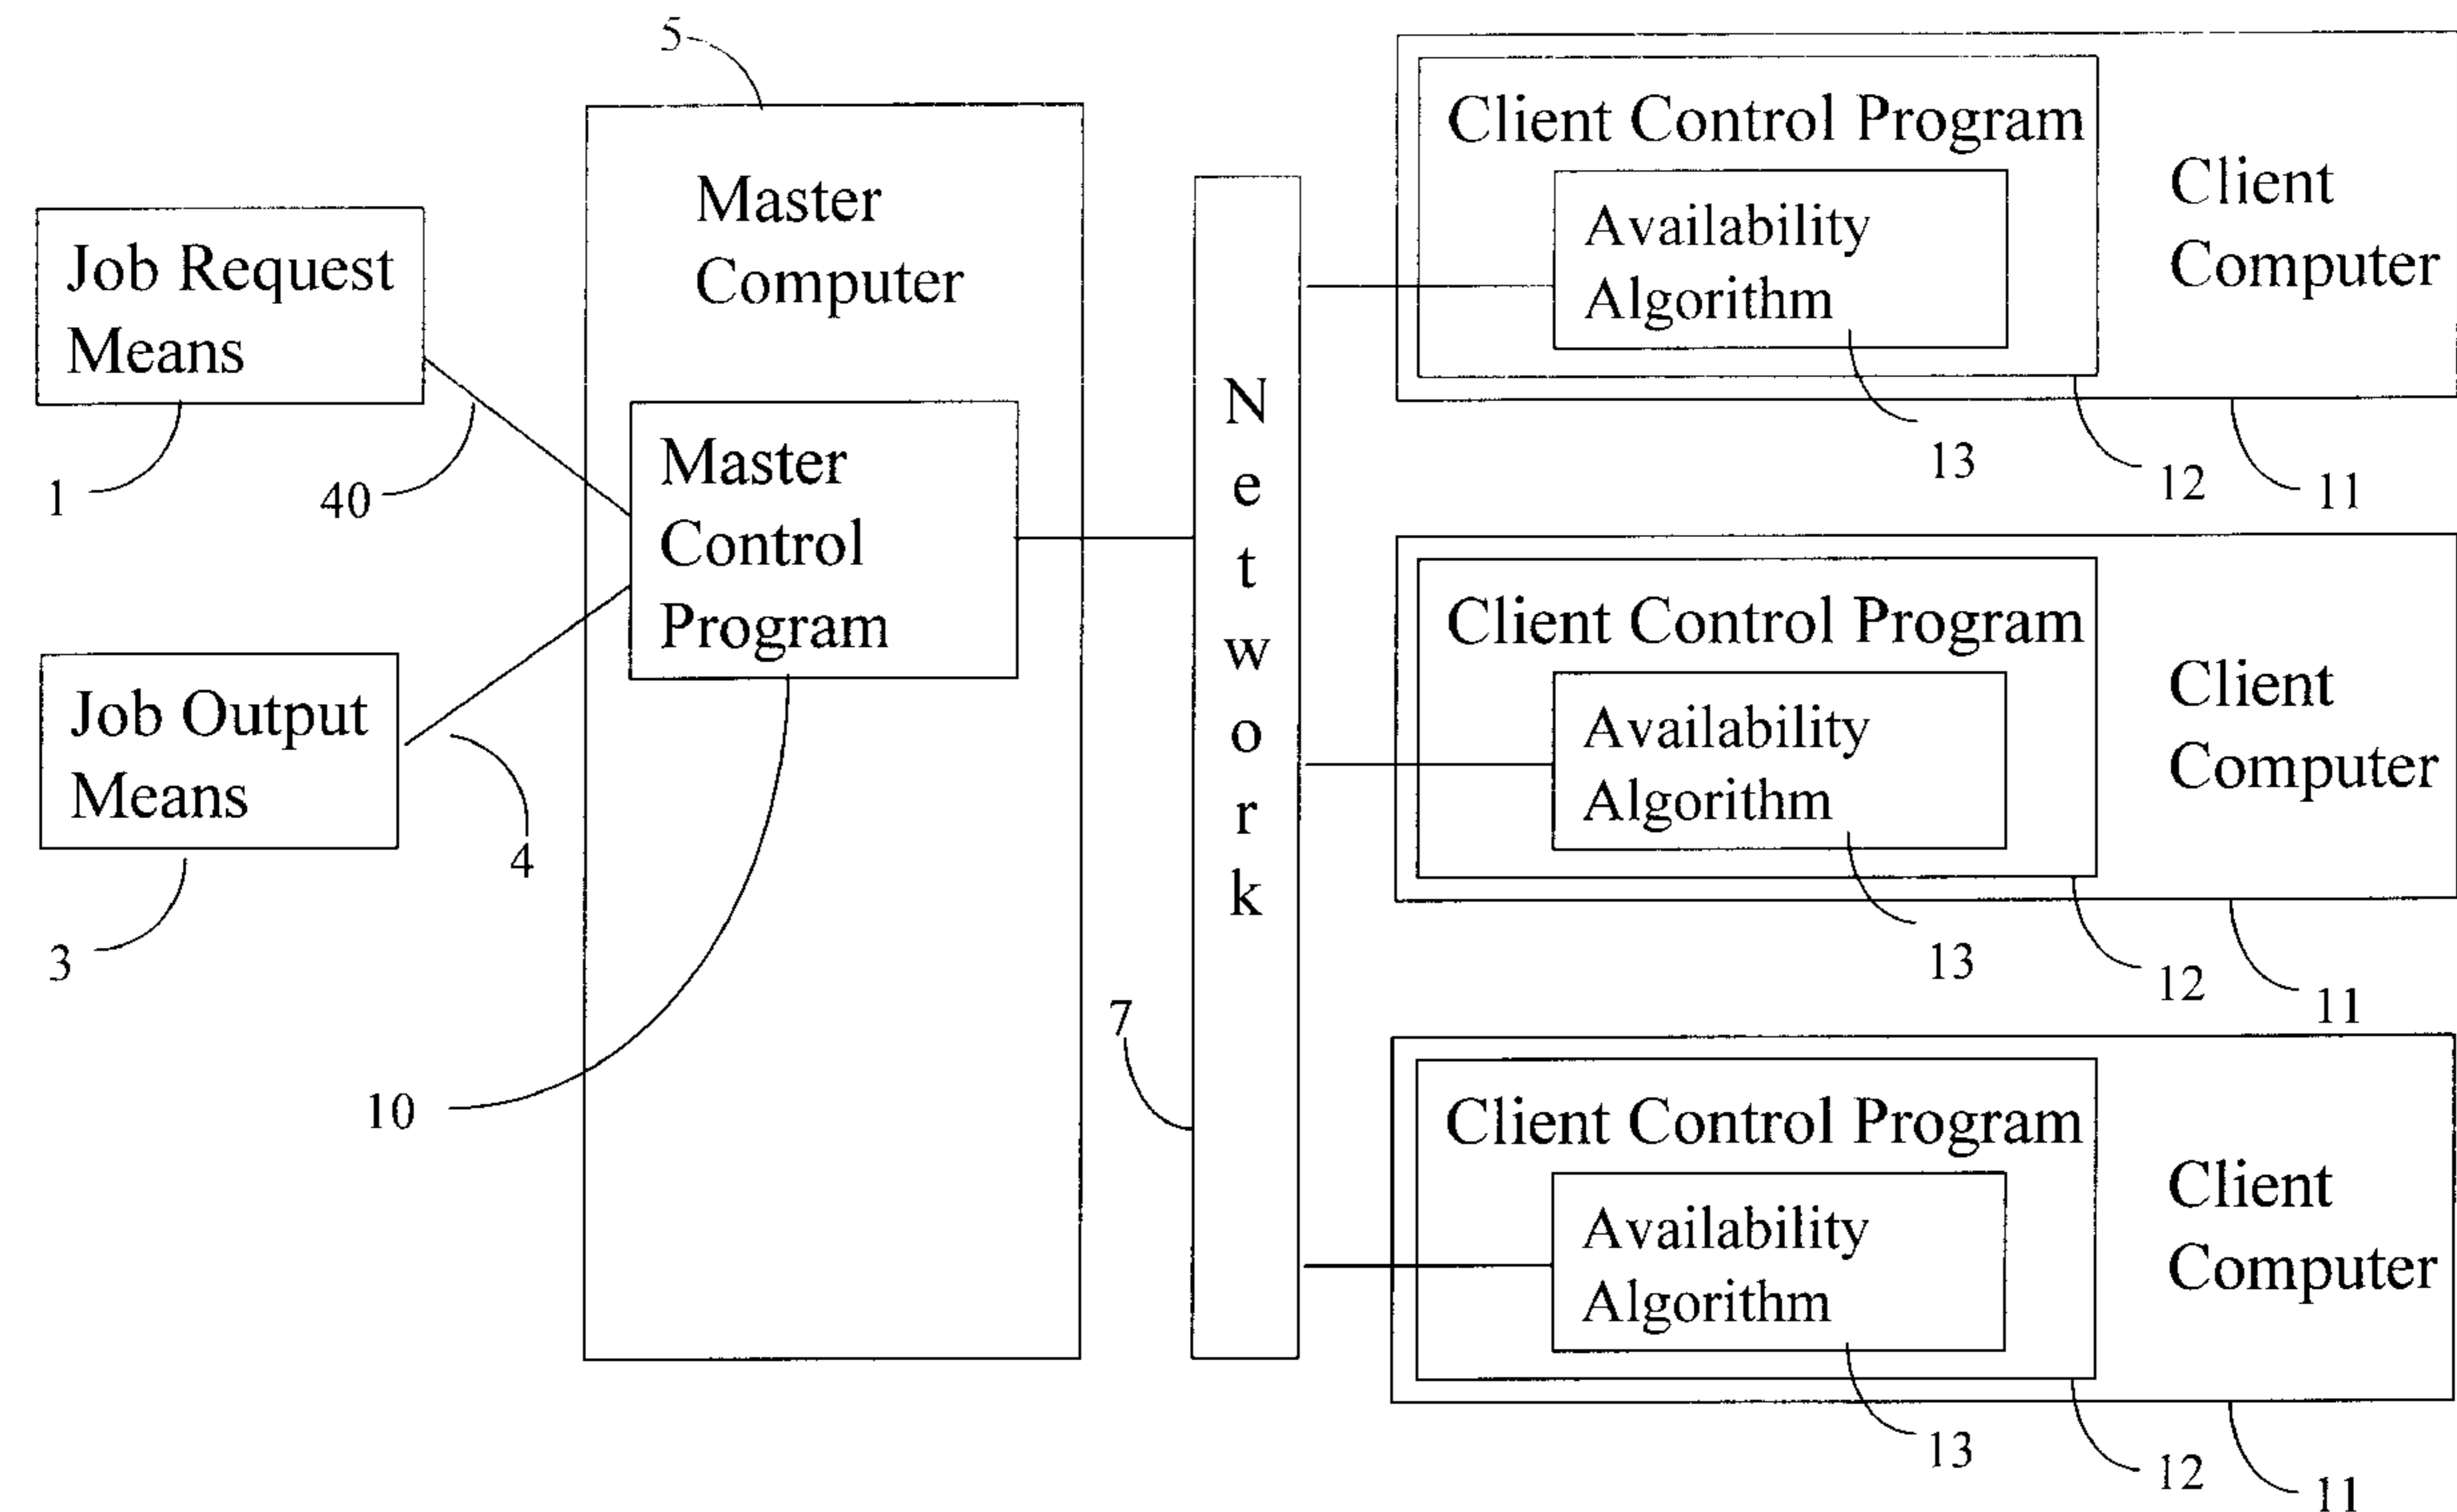 5
Job Request
Means
1
40
Job Output
Means
3
4
Master
Computer
Master
Control
Program
10
Network
7
Client Control Program
Availability
Algorithm
Client
Computer
13
12
11
Client Control Program
Availability
Algorithm
Client
Computer
13
12
11
Client Control Program
Availability
Algorithm
Client
Computer
13
12
11